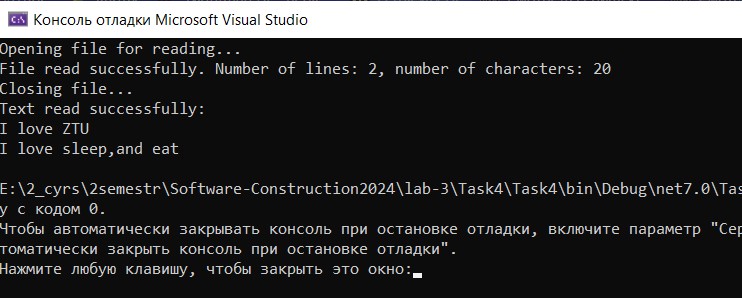 Консоль отладки Microsoft Visual Studio
Opening file for reading...
File read successfully. Number of lines: 2, number of characters: 20
Closing file...
Text read successfully:
I love ZTU
I love sleep,and eat
E:\2_cyrs\2semestr\Software-Construction2024\lab-3\Task4\Task4\bin\Debug\net7.0\Tas
у с кодом 0.
Чтобы автоматически закрывать консоль при остановке отладки, включите параметр "Сер
томатически закрыть консоль при остановке отладки".
Нажмите любую клавишу, чтобы закрыть это окно: